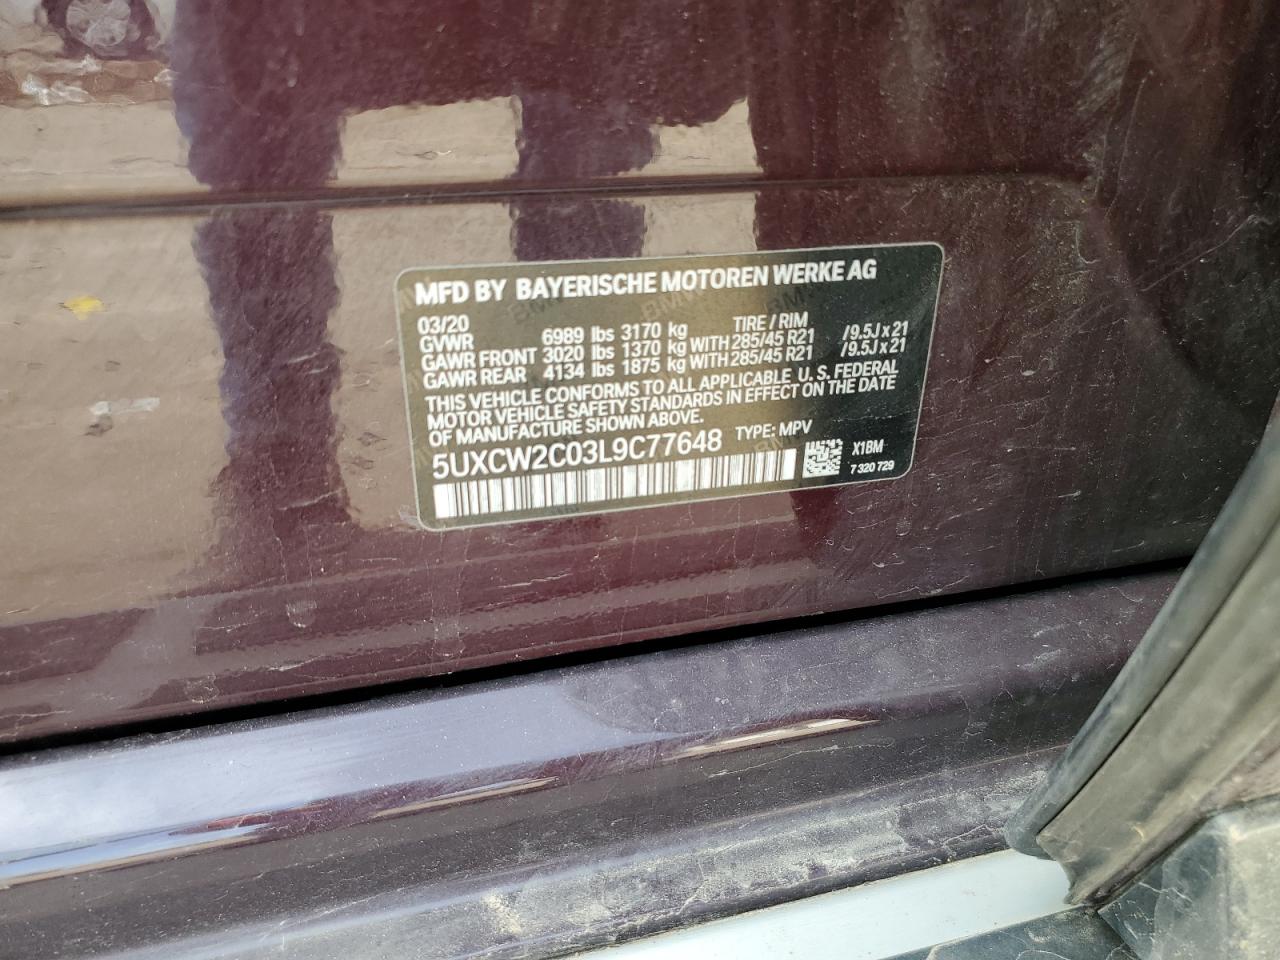 MFD BY BAYERISCHE MOTOREN WERKE AG
03/20 TIRE / RIM
GVWR 6989 lbs 3170 kg
GAWR FRONT 3020 lbs 1370 kg WITH 285/45 R21 /9.5J x 21
GAWR REAR 4134 lbs 1875 kg WITH 285/45 R21 /9.5J x 21
THIS VEHICLE CONFORMS TO ALL APPLICABLE U. S. FEDERAL
MOTOR VEHICLE SAFETY STANDARDS IN EFFECT ON THE DATE
OF MANUFACTURE SHOWN ABOVE.
5UXCW2C03L9C77648 TYPE: MPV
X1BM
7 320 729